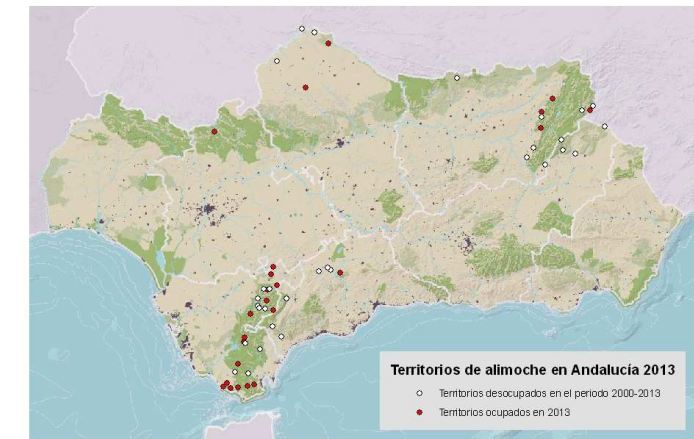 Territorios de alimoche en Andalucía 2013
Territorios desocupados en el periodo 2000-2013
Territorios ocupados en 2013